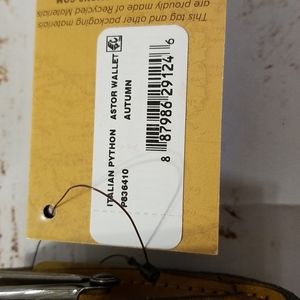 This tag and other packaging materials
are proudly made of Recycled Materials
ASTOR WALLET
ITALIAN PYTHON
AUTUMN
P836410
8 87986 29124 6